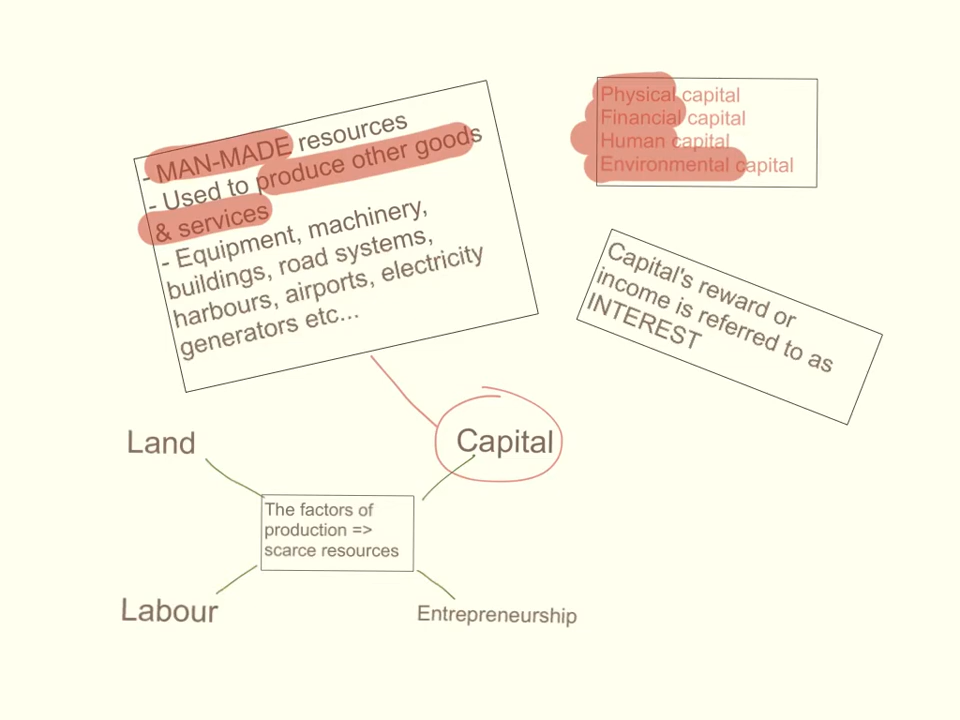 - MAN-MADE resources
- Used to produce other goods
& services
- Equipment, machinery,
buildings, road systems,
harbours, airports, electricity
generators etc...
Physical capital
Financial capital
Human capital
Environmental capital
Capital's reward or
income is referred to as
INTEREST
Land
Capital
The factors of
production =>
scarce resources
Labour
Entrepreneurship